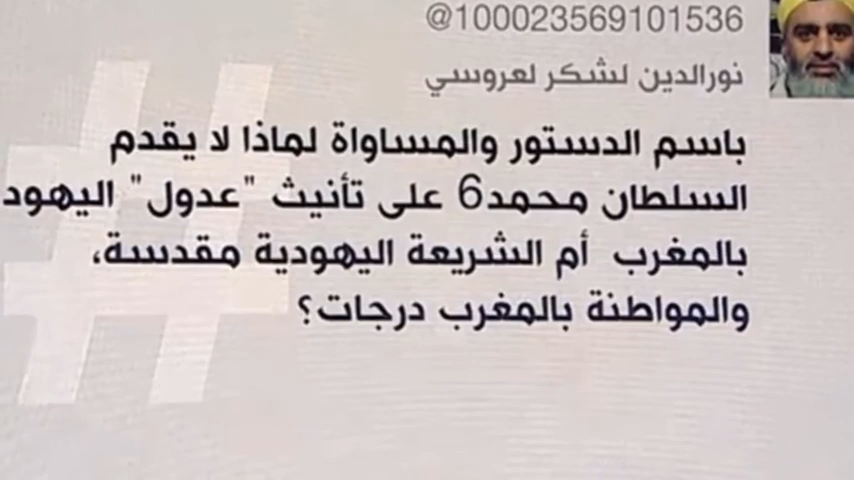 @100023569101536
نورالدين لشكر لعروسي
باسم الدستور والمساواة لماذا لا يقدم
السلطان محمد6 على تأنيث "عدول" اليهود
بالمغرب أم الشريعة اليهودية مقدسة،
والمواطنة بالمغرب درجات؟